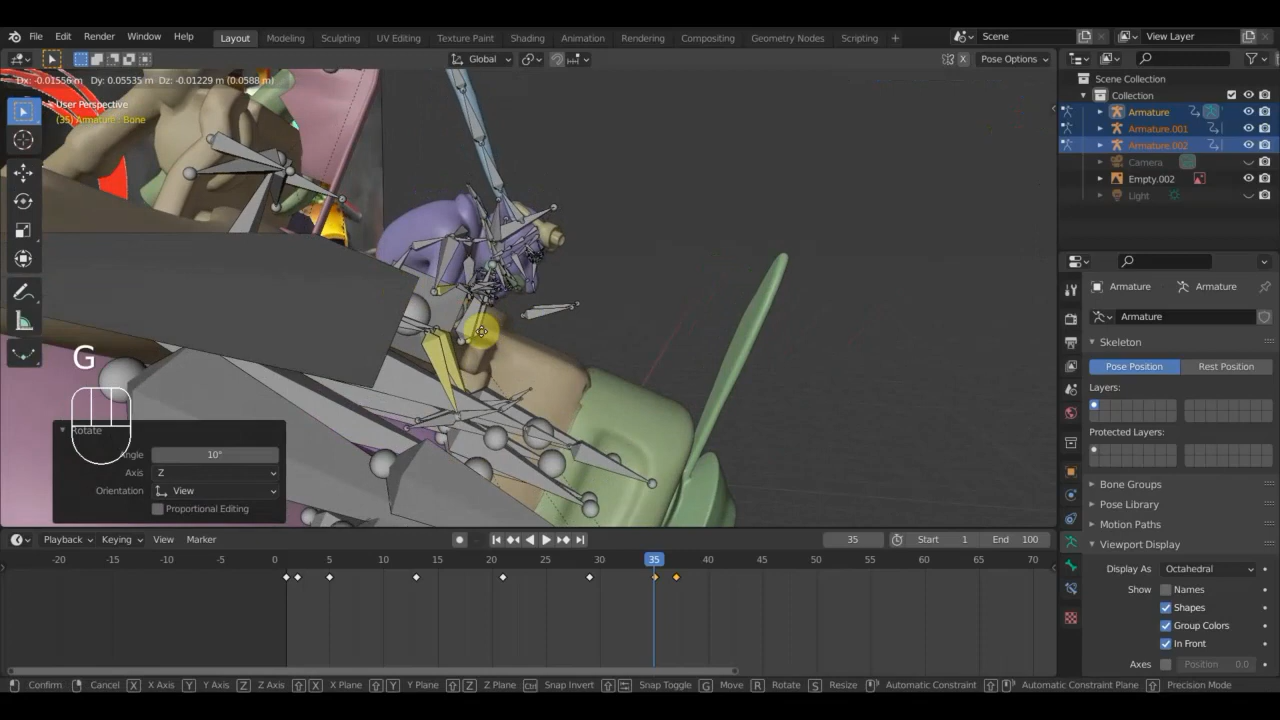 File Edit Render Window Help Layout Modeling Sculpting UV Editing Texture Paint Shading Animation Rendering Compositing Geometry Nodes Scripting + Scene View Layer
Global Pose Options
Dx: -0.01556 m Dy: 0.05535 m Dz: -0.01229 m (0.0588 m)
User Perspective
(35) Armature : Bone
Scene Collection
Collection
Armature
Armature.001
Armature.002
Camera
Empty.002
Light
Armature Armature
Armature
Skeleton
Pose Position Rest Position
Layers:
Protected Layers:
Bone Groups
Pose Library
Motion Paths
Viewport Display
Display As Octahedral
Show Names
Shapes
Group Colors
In Front
Axes Position 0.0
G
Rotate
Angle 10°
Axis Z
Orientation View
Proportional Editing
Playback Keying View Marker 35 Start 1 End 100
-20 -15 -10 -5 0 5 10 15 20 25 30 35 40 45 50 55 60 65 70
Confirm Cancel X X Axis Y Y Axis Z Z Axis X X Plane Y Y Plane Z Z Plane Ctrl Snap Invert Snap Toggle G Move R Rotate S Resize Automatic Constraint Automatic Constraint Plane Precision Mode